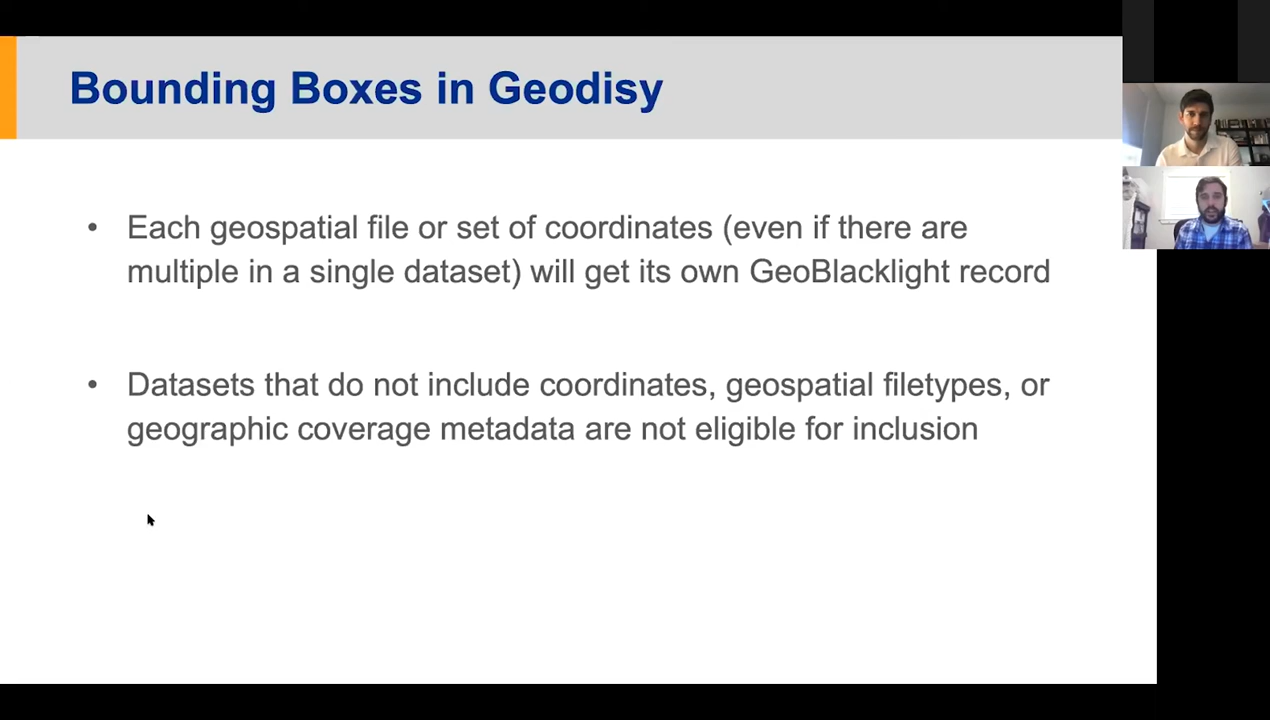 Bounding Boxes in Geodisy
• Each geospatial file or set of coordinates (even if there are
multiple in a single dataset) will get its own GeoBlacklight record
• Datasets that do not include coordinates, geospatial filetypes, or
geographic coverage metadata are not eligible for inclusion